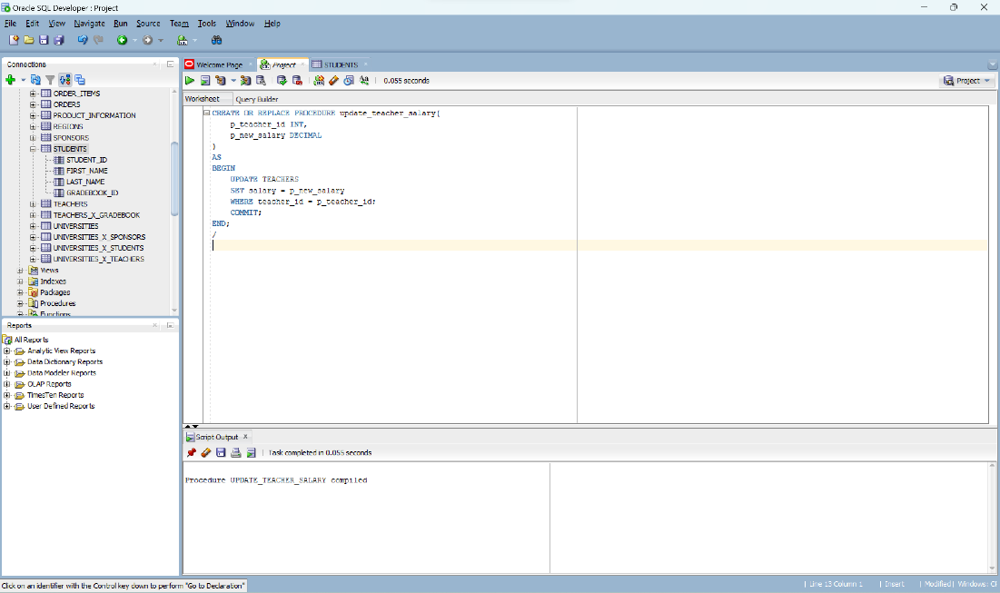 Oracle SQL Developer : Project
File Edit View Navigate Run Source Team Tools Window Help
Connections
ORDER_ITEMS
ORDERS
PRODUCT_INFORMATION
REGIONS
SPONSORS
STUDENTS
STUDENT_ID
FIRST_NAME
LAST_NAME
GRADEBOOK_ID
TEACHERS
TEACHERS_X_GRADEBOOK
UNIVERSITIES
UNIVERSITIES_X_SPONSORS
UNIVERSITIES_X_STUDENTS
UNIVERSITIES_X_TEACHERS
Views
Indexes
Packages
Procedures
Functions
Reports
All Reports
Analytic View Reports
Data Dictionary Reports
Data Modeler Reports
OLAP Reports
TimesTen Reports
User Defined Reports
Welcome Page Project STUDENTS
0.055 seconds Project
Worksheet Query Builder
CREATE OR REPLACE PROCEDURE update_teacher_salary(
p_teacher_id INT,
p_new_salary DECIMAL
)
AS
BEGIN
UPDATE TEACHERS
SET salary = p_new_salary
WHERE teacher_id = p_teacher_id;
COMMIT;
END;
/
Script Output
Task completed in 0.055 seconds
Procedure UPDATE_TEACHER_SALARY compiled
Click on an identifier with the Control key down to perform "Go to Declaration"
Line 13 Column 1 | Insert | Modified | Windows: Cl